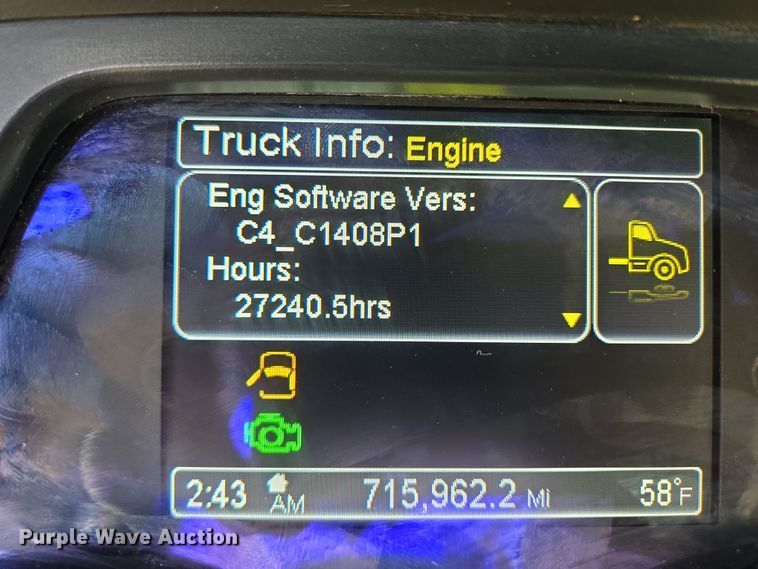 Truck Info: Engine
Eng Software Vers:
C4_C1408P1
Hours:
27240.5hrs
2:43 AM 715,962.2 Mi 58°F
Purple Wave Auction